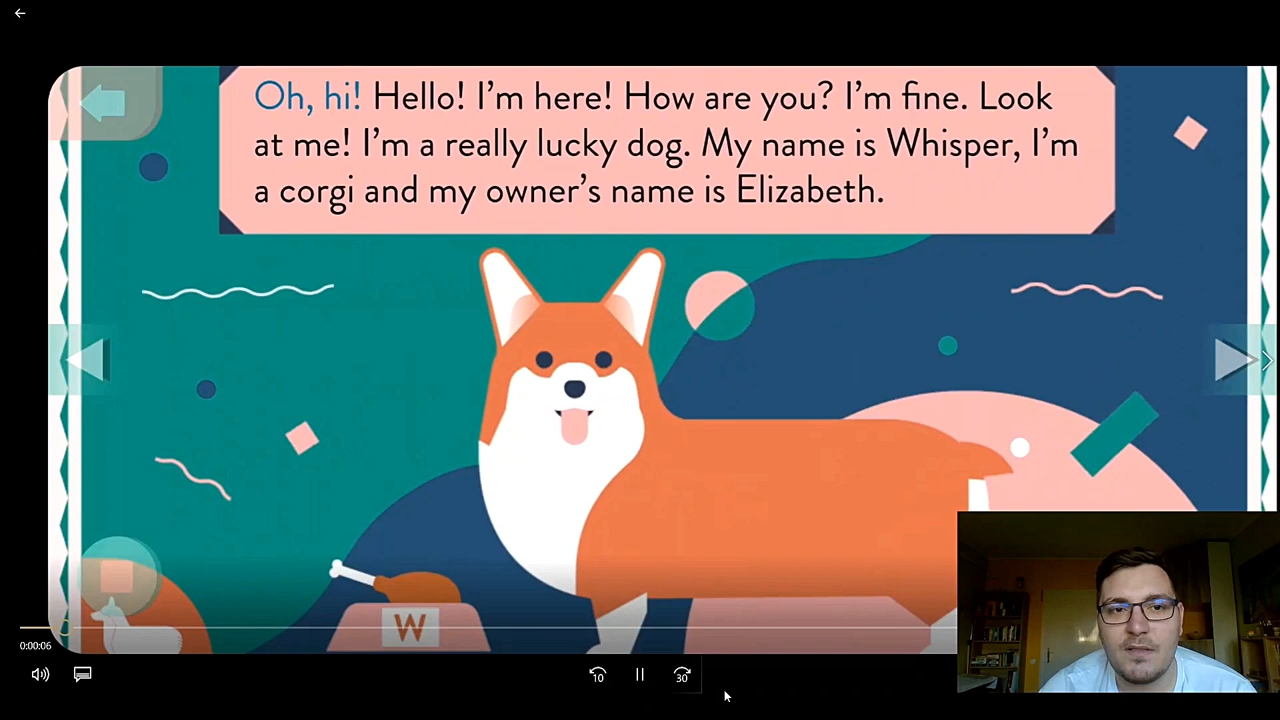 Oh, hi! Hello! I'm here! How are you? I'm fine. Look
at me! I'm a really lucky dog. My name is Whisper, I'm
a corgi and my owner's name is Elizabeth.
W
0:00:06
10
30